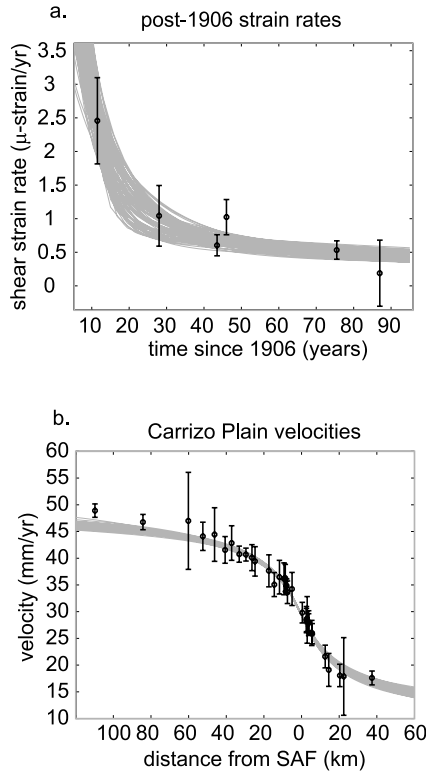 a.
post-1906 strain rates
shear strain rate (μ-strain/yr)
3.5
3
2.5
2
1.5
1
0.5
0
10 20 30 40 50 60 70 80 90
time since 1906 (years)
b.
Carrizo Plain velocities
velocity (mm/yr)
60
55
50
45
40
35
30
25
20
15
10
100 80 60 40 20 0 20 40 60
distance from SAF (km)